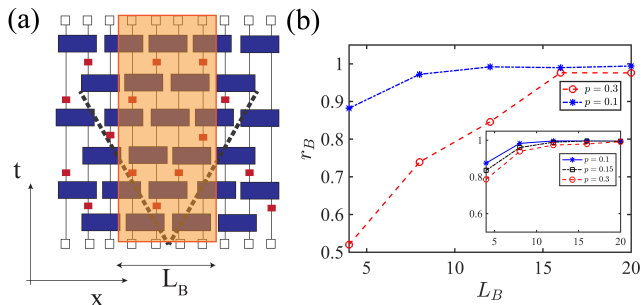 (a)
t
x
L_B
(b)
r_B
1
0.9
0.8
0.7
0.6
0.5
5
10
15
20
L_B
p = 0.3
p = 0.1
1
0.8
0.6
5
10
15
20
p = 0.1
p = 0.15
p = 0.3